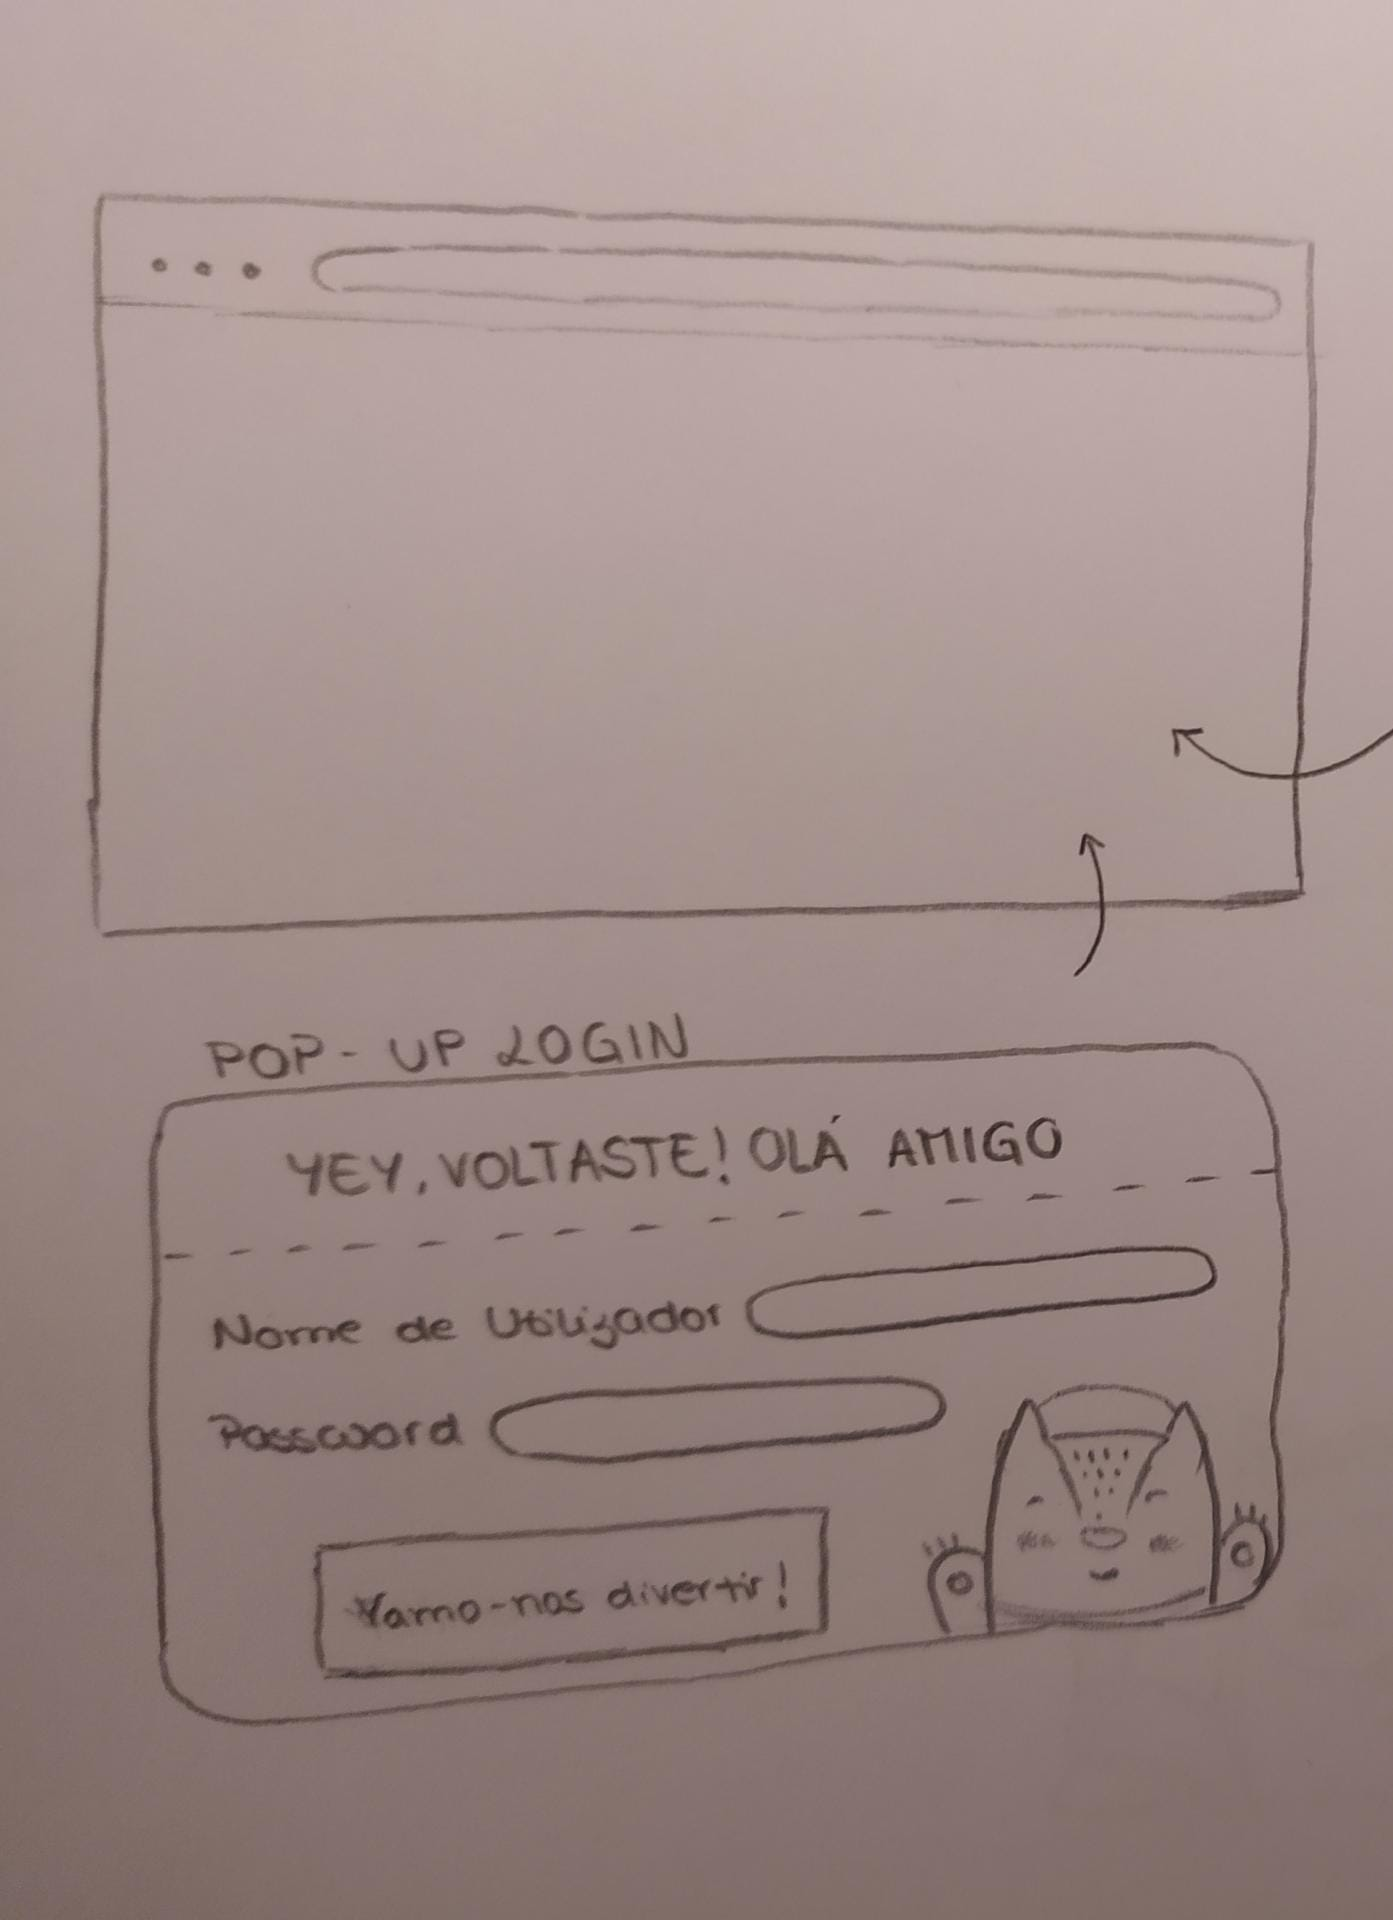 POP-UP LOGIN
YEY, VOLTASTE! OLÁ AMIGO
Nome de Utilizador
Password
Vamo-nos divertir!